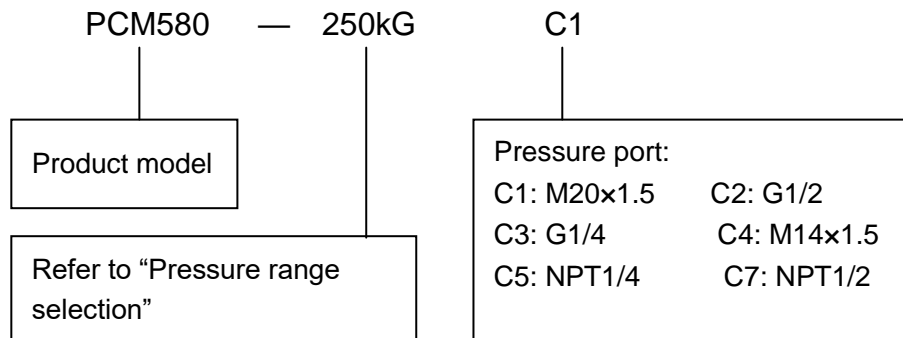 PCM580 — 250kG C1
Product model
Refer to “Pressure range
selection”
Pressure port:
C1: M20×1.5 C2: G1/2
C3: G1/4 C4: M14×1.5
C5: NPT1/4 C7: NPT1/2